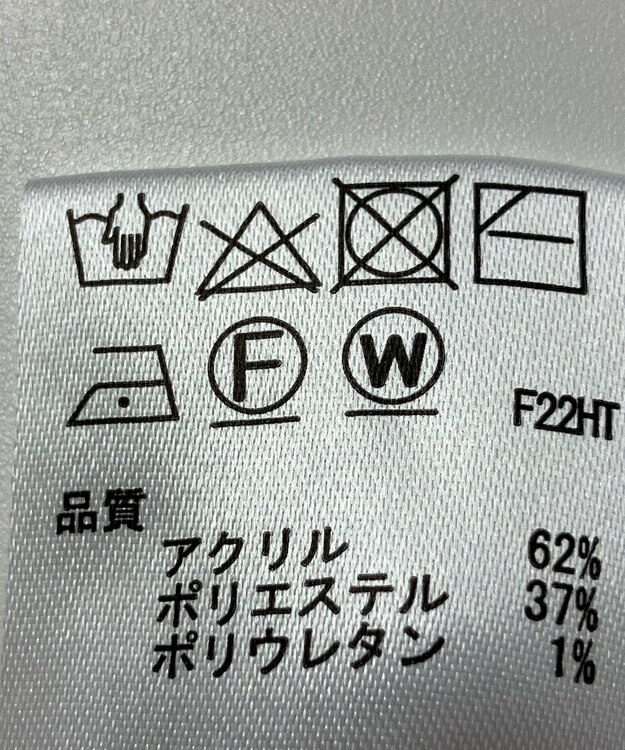 F W
F22HT
品質
アクリル 62%
ポリエステル 37%
ポリウレタン 1%